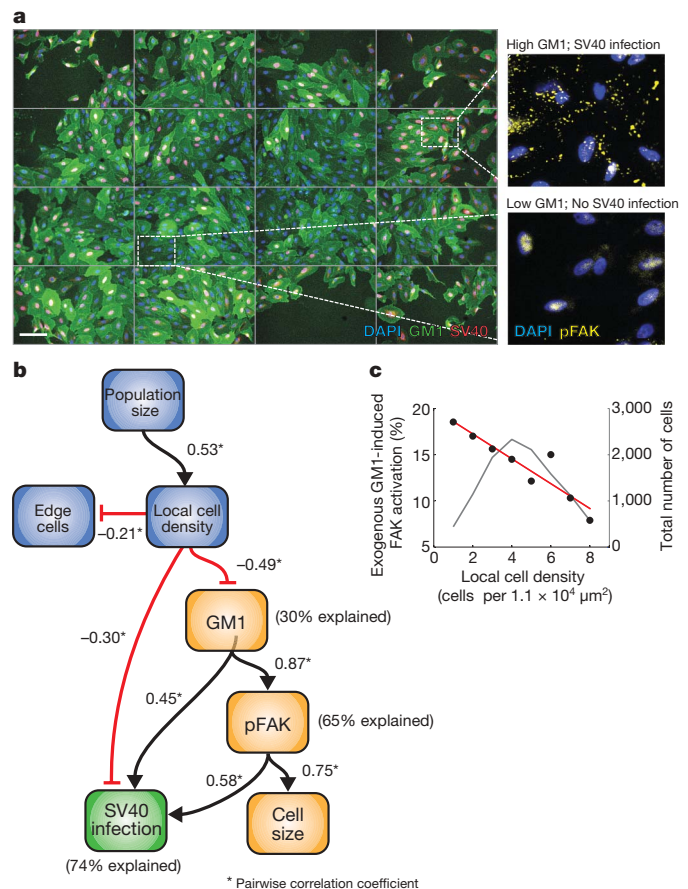 a
High GM1; SV40 infection
Low GM1; No SV40 infection
DAPI GM1 SV40
DAPI pFAK
b
Population
size
0.53*
Edge
cells
Local cell
density
–0.21*
–0.49*
GM1
(30% explained)
–0.30*
0.87*
0.45*
pFAK
(65% explained)
0.58*
0.75*
SV40
infection
Cell
size
(74% explained)
* Pairwise correlation coefficient
c
Exogenous GM1-induced
FAK activation (%)
20
15
10
5
3,000
2,000
1,000
0
Total number of cells
0 2 4 6 8
Local cell density
(cells per 1.1 × 10⁴ μm²)